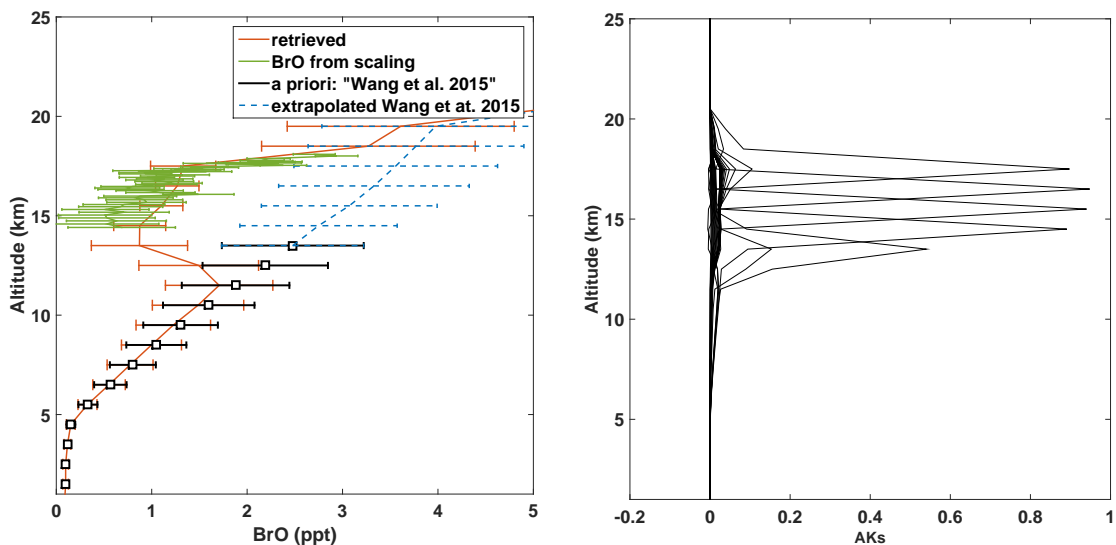 25
20
15
10
5
Altitude (km)
0
1
2
3
4
5
BrO (ppt)
retrieved
BrO from scaling
a priori: "Wang et al. 2015"
extrapolated Wang et at. 2015
25
20
15
10
5
Altitude (km)
-0.2
0
0.2
0.4
0.6
0.8
1
AKs